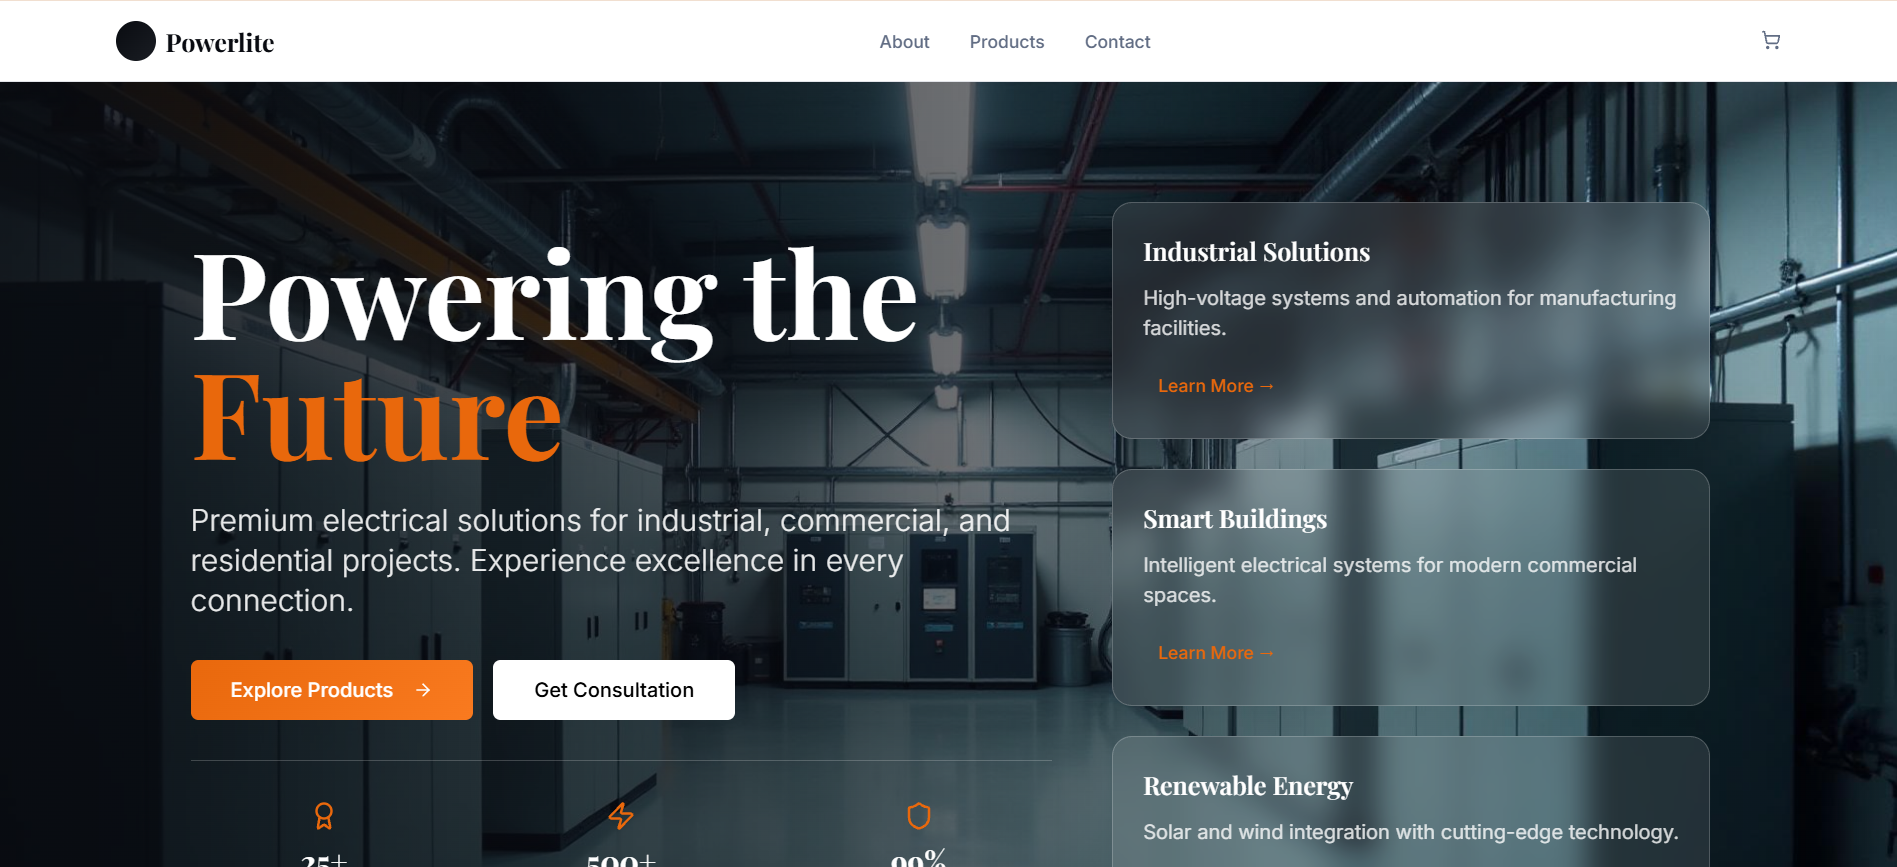 Powerlite
About
Products
Contact
Powering the
Future
Premium electrical solutions for industrial, commercial, and
residential projects. Experience excellence in every
connection.
Explore Products →
Get Consultation
25+
500+
99%
Industrial Solutions
High-voltage systems and automation for manufacturing
facilities.
Learn More →
Smart Buildings
Intelligent electrical systems for modern commercial
spaces.
Learn More →
Renewable Energy
Solar and wind integration with cutting-edge technology.